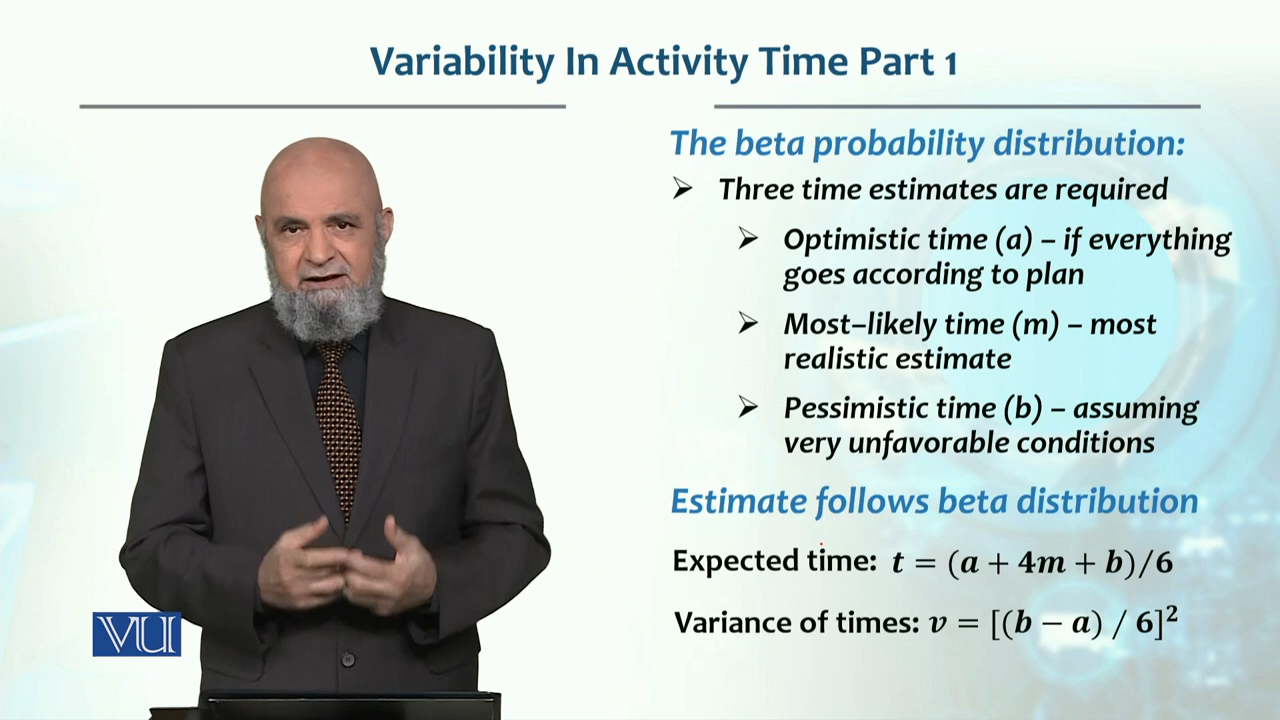 Variability In Activity Time Part 1
The beta probability distribution:
➢ Three time estimates are required
➢ Optimistic time (a) – if everything
goes according to plan
➢ Most–likely time (m) – most
realistic estimate
➢ Pessimistic time (b) – assuming
very unfavorable conditions
Estimate follows beta distribution
Expected time: t = (a + 4m + b)/6
Variance of times: v = [(b − a) / 6]²
VU